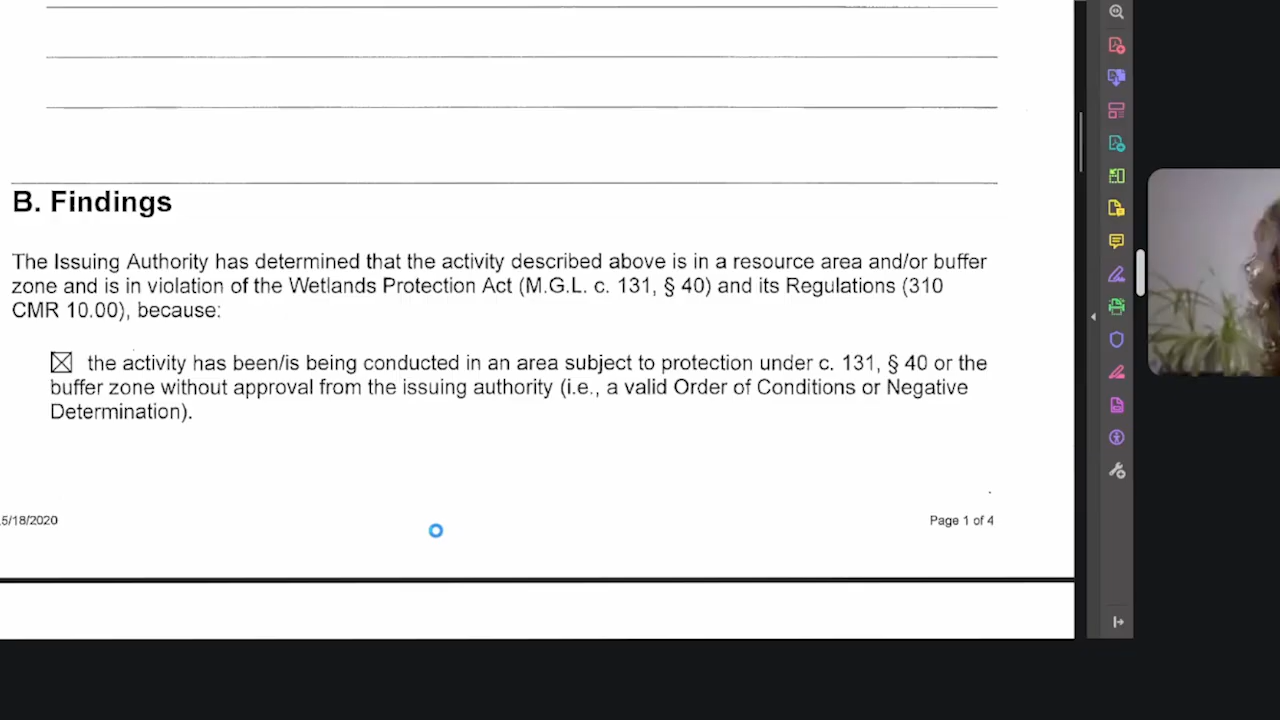 B. Findings
The Issuing Authority has determined that the activity described above is in a resource area and/or buffer
zone and is in violation of the Wetlands Protection Act (M.G.L. c. 131, § 40) and its Regulations (310
CMR 10.00), because:
the activity has been/is being conducted in an area subject to protection under c. 131, § 40 or the
buffer zone without approval from the issuing authority (i.e., a valid Order of Conditions or Negative
Determination).
5/18/2020
Page 1 of 4